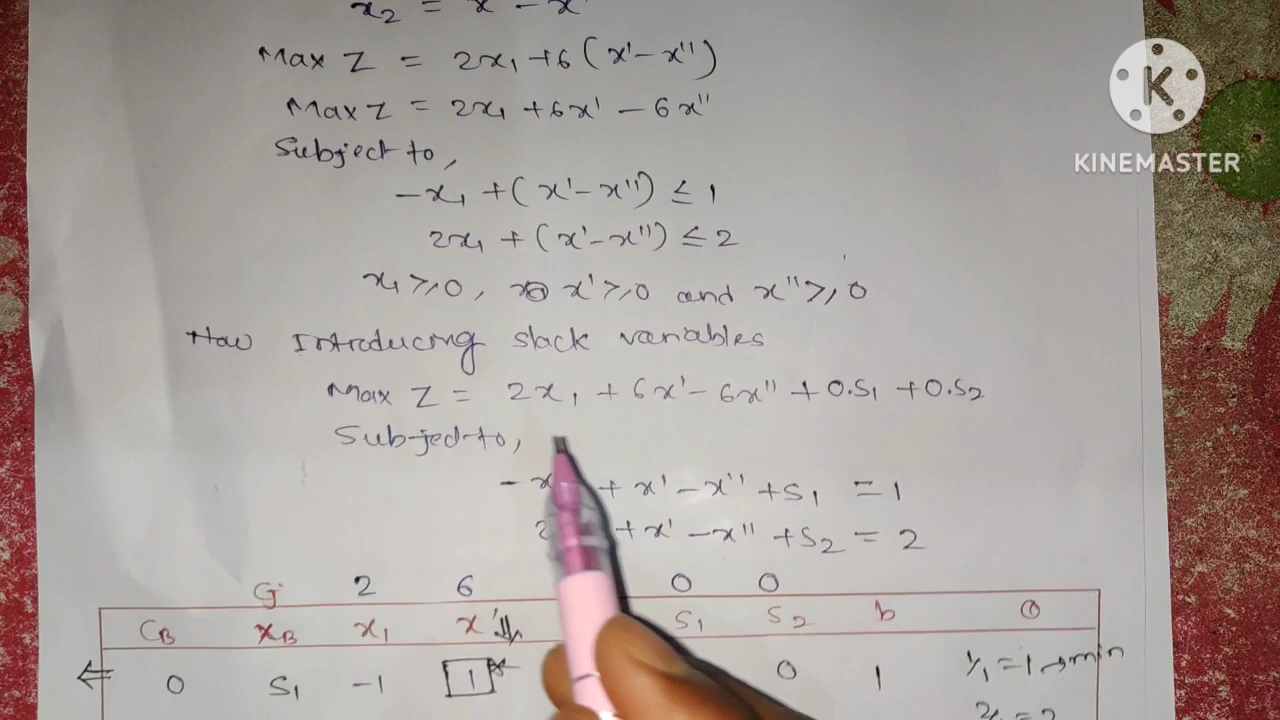 x₂ = x' - x''
Max Z = 2x₁ + 6 (x' - x'')
Max Z = 2x₁ + 6x' - 6x''
Subject to,
-x₁ + (x' - x'') ≤ 1
2x₁ + (x' - x'') ≤ 2
x₁ ≥ 0, x' ≥ 0 and x'' ≥ 0
Now Introducing slack variables
Max Z = 2x₁ + 6x' - 6x'' + 0.S₁ + 0.S₂
Subject to,
- x + x' - x'' + S₁ = 1
2 + x' - x'' + S₂ = 2
Cj 2 6 0 0
CB XB x₁ x' S₁ S₂ b θ
⇐ 0 S₁ -1 1 0 1 1/1 = 1 → min
= 2
K
KINEMASTER